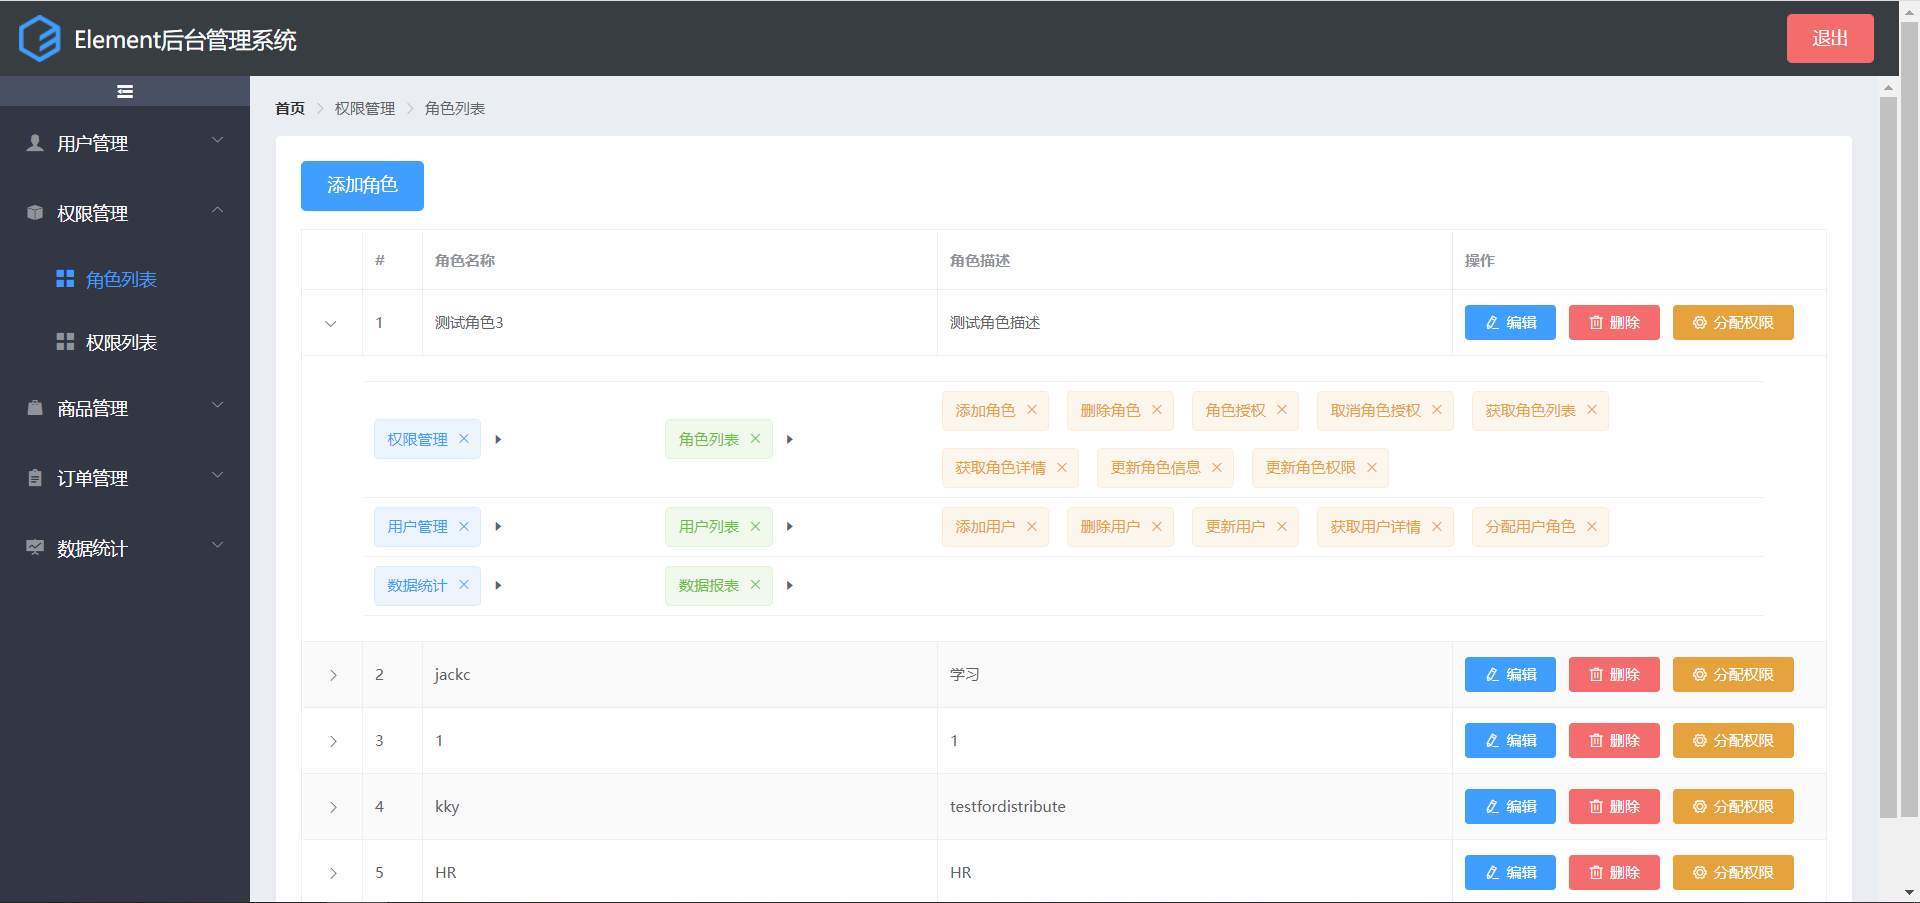 Element后台管理系统
退出
首页 权限管理 角色列表
用户管理
权限管理
角色列表
权限列表
商品管理
订单管理
数据统计
添加角色
# 角色名称 角色描述 操作
1 测试角色3 测试角色描述 编辑 删除 分配权限
权限管理 角色列表 添加角色 删除角色 角色授权 取消角色授权 获取角色列表
获取角色详情 更新角色信息 更新角色权限
用户管理 用户列表 添加用户 删除用户 更新用户 获取用户详情 分配用户角色
数据统计 数据报表
2 jackc 学习 编辑 删除 分配权限
3 1 1 编辑 删除 分配权限
4 kky testfordistribute 编辑 删除 分配权限
5 HR HR 编辑 删除 分配权限